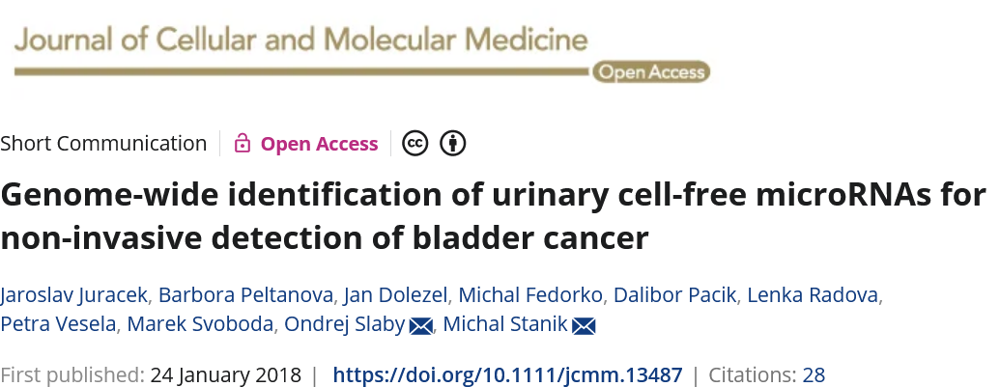 Journal of Cellular and Molecular Medicine
Open Access
Short Communication Open Access cc
Genome-wide identification of urinary cell-free microRNAs for
non-invasive detection of bladder cancer
Jaroslav Juracek, Barbora Peltanova, Jan Dolezel, Michal Fedorko, Dalibor Pacik, Lenka Radova,
Petra Vesela, Marek Svoboda, Ondrej Slaby, Michal Stanik
First published: 24 January 2018 | https://doi.org/10.1111/jcmm.13487 | Citations: 28